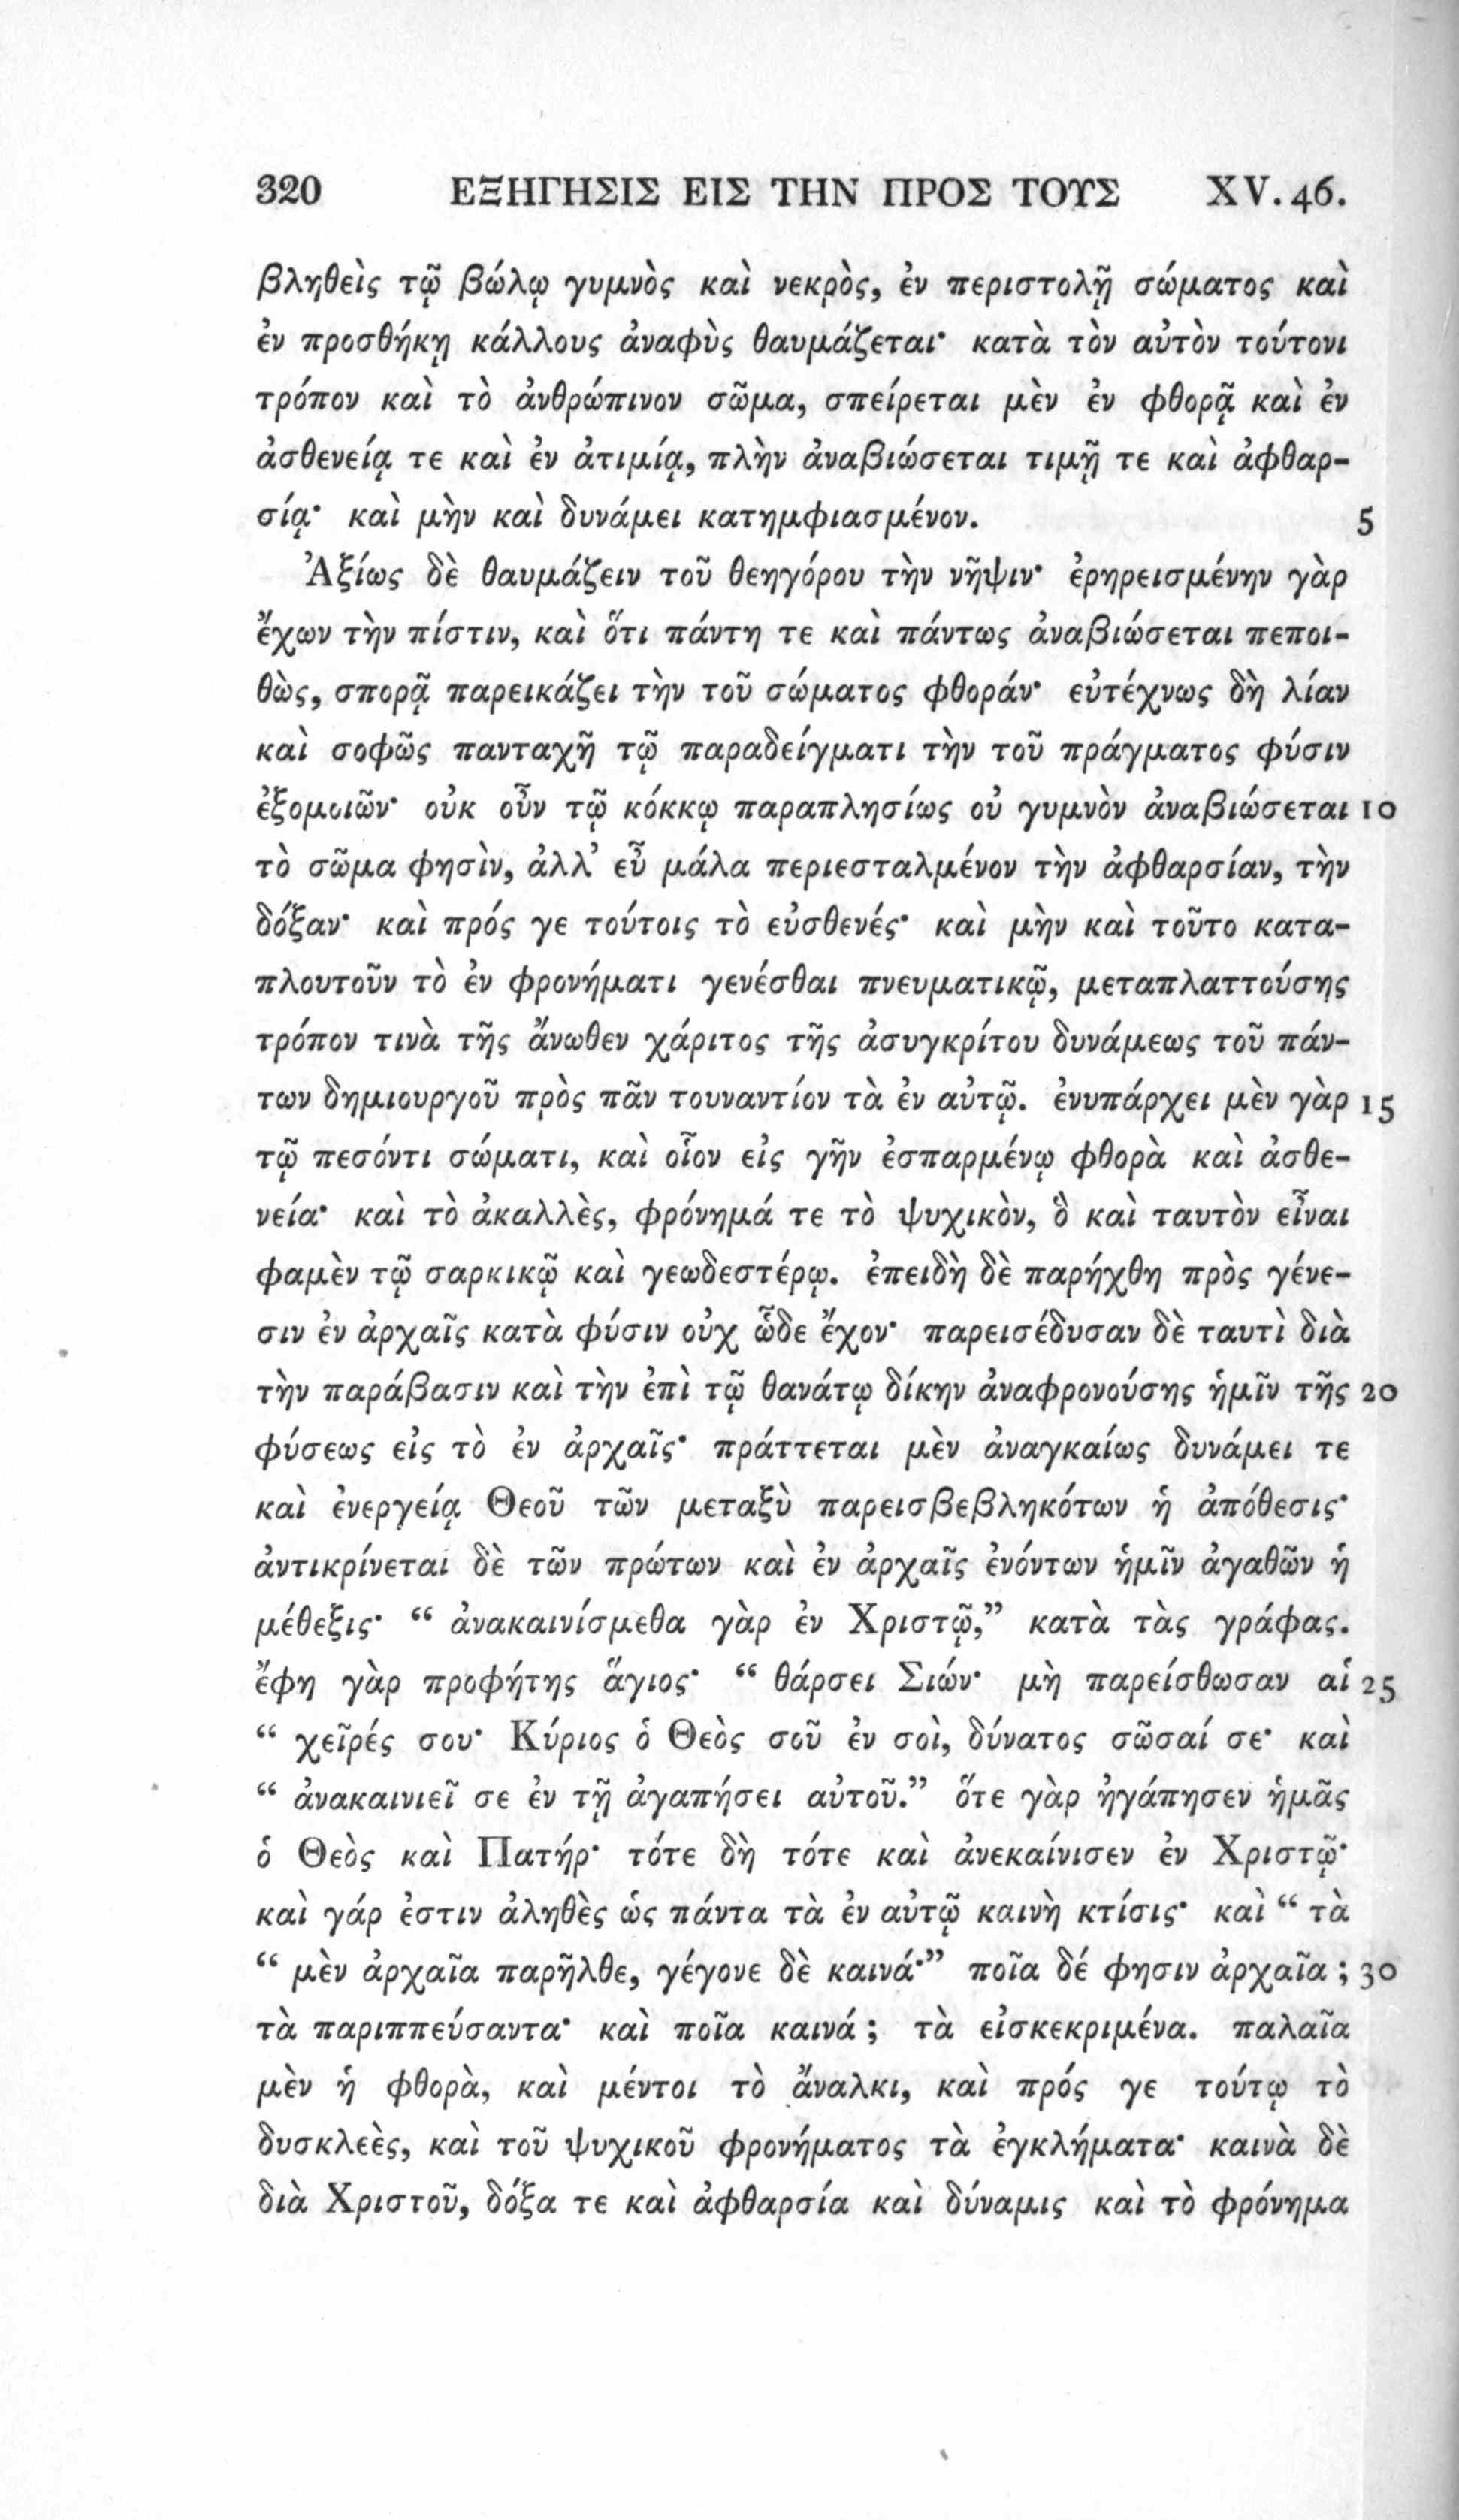 320 ΕΞΗΓΗΣΙΣ ΕΙΣ ΤΗΝ ΠΡΟΣ ΤΟΥΣ XV. 46.
βληθεὶς τῷ βώλῳ γυμνὸς καὶ νεκρὸς, ἐν περιστολῇ σώματος καὶ
ἐν προσθήκῃ κάλλους ἀναφὺς θαυμάζεται· κατὰ τὸν αὐτὸν τούτονι
τρόπον καὶ τὸ ἀνθρώπινον σῶμα, σπείρεται μὲν ἐν φθορᾷ καὶ ἐν
ἀσθενείᾳ τε καὶ ἐν ἀτιμίᾳ, πλὴν ἀναβιώσεται τιμῇ τε καὶ ἀφθαρ-
σίᾳ· καὶ μὴν καὶ δυνάμει κατημφιασμένον. 5
Ἀξίως δὲ θαυμάζειν τοῦ θεηγόρου τὴν νῆψιν· ἐρηρεισμένην γὰρ
ἔχων τὴν πίστιν, καὶ ὅτι πάντη τε καὶ πάντως ἀναβιώσεται πεποι-
θὼς, σπορᾷ παρεικάζει τὴν τοῦ σώματος φθοράν· εὐτέχνως δὴ λίαν
καὶ σοφῶς πανταχῆ τῷ παραδείγματι τὴν τοῦ πράγματος φύσιν
ἐξομοιῶν· οὐκ οὖν τῷ κόκκῳ παραπλησίως οὐ γυμνὸν ἀναβιώσεται 10
τὸ σῶμα φησὶν, ἀλλ’ εὖ μάλα περιεσταλμένον τὴν ἀφθαρσίαν, τὴν
δόξαν· καὶ πρός γε τούτοις τὸ εὐσθενές· καὶ μὴν καὶ τοῦτο κατα-
πλουτοῦν τὸ ἐν φρονήματι γενέσθαι πνευματικῷ, μεταπλαττούσης
τρόπον τινὰ τῆς ἄνωθεν χάριτος τῆς ἀσυγκρίτου δυνάμεως τοῦ πάν-
των δημιουργοῦ πρὸς πᾶν τουναντίον τὰ ἐν αὐτῷ. ἐνυπάρχει μὲν γὰρ 15
τῷ πεσόντι σώματι, καὶ οἷον εἰς γῆν ἐσπαρμένῳ φθορὰ καὶ ἀσθε-
νεία· καὶ τὸ ἀκαλλὲς, φρόνημά τε τὸ ψυχικὸν, ὃ καὶ ταυτὸν εἶναι
φαμὲν τῷ σαρκικῷ καὶ γεωδεστέρῳ. ἐπειδὴ δὲ παρήχθη πρὸς γένε-
σιν ἐν ἀρχαῖς κατὰ φύσιν οὐχ ὧδε ἔχον· παρεισέδυσαν δὲ ταυτὶ διὰ
τὴν παράβασιν καὶ τὴν ἐπὶ τῷ θανάτῳ δίκην ἀναφρονούσης ἡμῖν τῆς 20
φύσεως εἰς τὸ ἐν ἀρχαῖς· πράττεται μὲν ἀναγκαίως δυνάμει τε
καὶ ἐνεργείᾳ Θεοῦ τῶν μεταξὺ παρεισβεβληκότων ἡ ἀπόθεσις·
ἀντικρίνεται δὲ τῶν πρώτων καὶ ἐν ἀρχαῖς ἐνόντων ἡμῖν ἀγαθῶν ἡ
μέθεξις· “ ἀνακαινίσμεθα γὰρ ἐν Χριστῷ,” κατὰ τὰς γράφας.
ἔφη γὰρ προφήτης ἅγιος· “ θάρσει Σιών· μὴ παρείσθωσαν αἱ 25
“ χεῖρές σου· Κύριος ὁ Θεὸς σοῦ ἐν σοὶ, δύνατος σῶσαί σε· καὶ
“ ἀνακαινιεῖ σε ἐν τῇ ἀγαπήσει αὐτοῦ.” ὅτε γὰρ ἠγάπησεν ἡμᾶς
ὁ Θεὸς καὶ Πατήρ· τότε δὴ τότε καὶ ἀνεκαίνισεν ἐν Χριστῷ·
καὶ γάρ ἐστιν ἀληθὲς ὡς πάντα τὰ ἐν αὐτῷ καινὴ κτίσις· καὶ “ τὰ
“ μὲν ἀρχαῖα παρῆλθε, γέγονε δὲ καινά·” ποῖα δέ φησιν ἀρχαῖα ; 30
τὰ παριππεύσαντα· καὶ ποῖα καινά ; τὰ εἰσκεκριμένα. παλαῖα
μὲν ἡ φθορὰ, καὶ μέντοι τὸ ἄναλκι, καὶ πρός γε τούτῳ τὸ
δυσκλεὲς, καὶ τοῦ ψυχικοῦ φρονήματος τὰ ἐγκλήματα· καινὰ δὲ
διὰ Χριστοῦ, δόξα τε καὶ ἀφθαρσία καὶ δύναμις καὶ τὸ φρόνημα